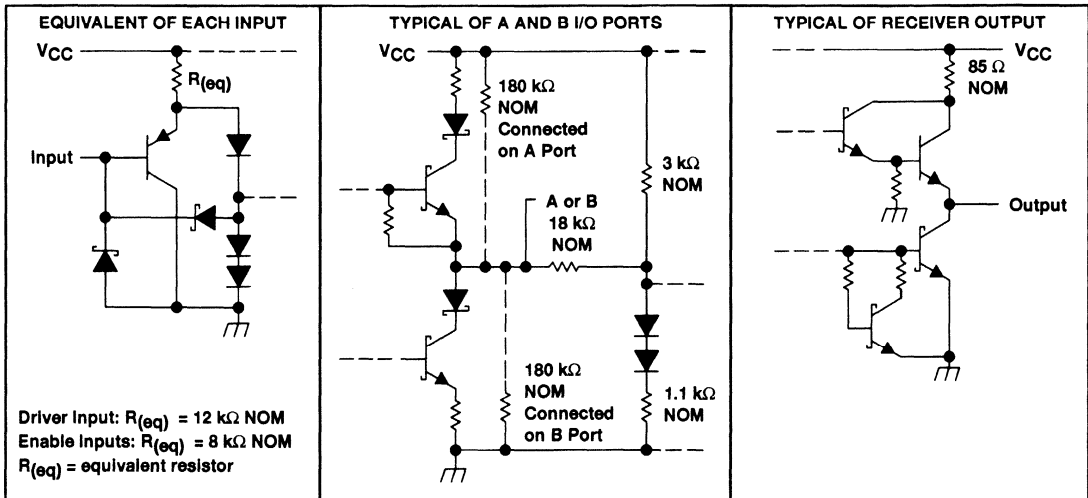 EQUIVALENT OF EACH INPUT
VCC
R(eq)
Input
Driver Input: R(eq) = 12 kΩ NOM
Enable Inputs: R(eq) = 8 kΩ NOM
R(eq) = equivalent resistor
TYPICAL OF A AND B I/O PORTS
VCC
180 kΩ
NOM
Connected
on A Port
3 kΩ
NOM
A or B
18 kΩ
NOM
180 kΩ
NOM
Connected
on B Port
1.1 kΩ
NOM
TYPICAL OF RECEIVER OUTPUT
VCC
85 Ω
NOM
Output